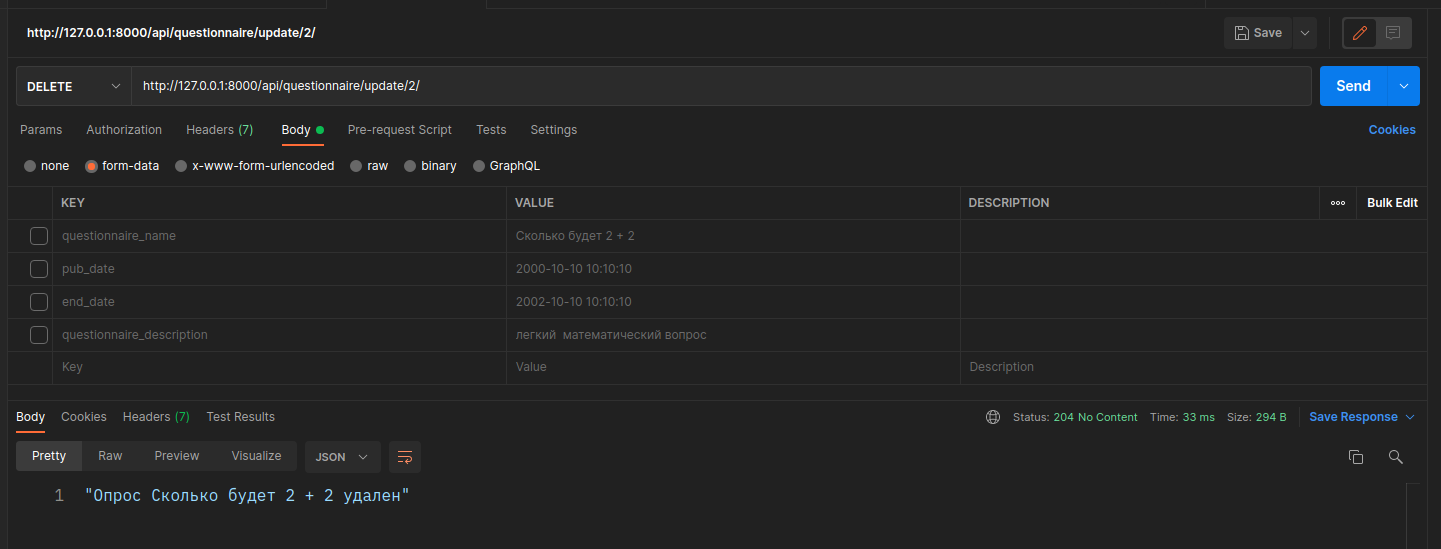 http://127.0.0.1:8000/api/questionnaire/update/2/
Save
DELETE
http://127.0.0.1:8000/api/questionnaire/update/2/
Send
Params Authorization Headers (7) Body Pre-request Script Tests Settings Cookies
none form-data x-www-form-urlencoded raw binary GraphQL
KEY VALUE DESCRIPTION ooo Bulk Edit
questionnaire_name Сколько будет 2 + 2
pub_date 2000-10-10 10:10:10
end_date 2002-10-10 10:10:10
questionnaire_description легкий  математический вопрос
Key Value Description
Body Cookies Headers (7) Test Results Status: 204 No Content Time: 33 ms Size: 294 B Save Response
Pretty Raw Preview Visualize JSON
1 "Опрос Сколько будет 2 + 2 удален"